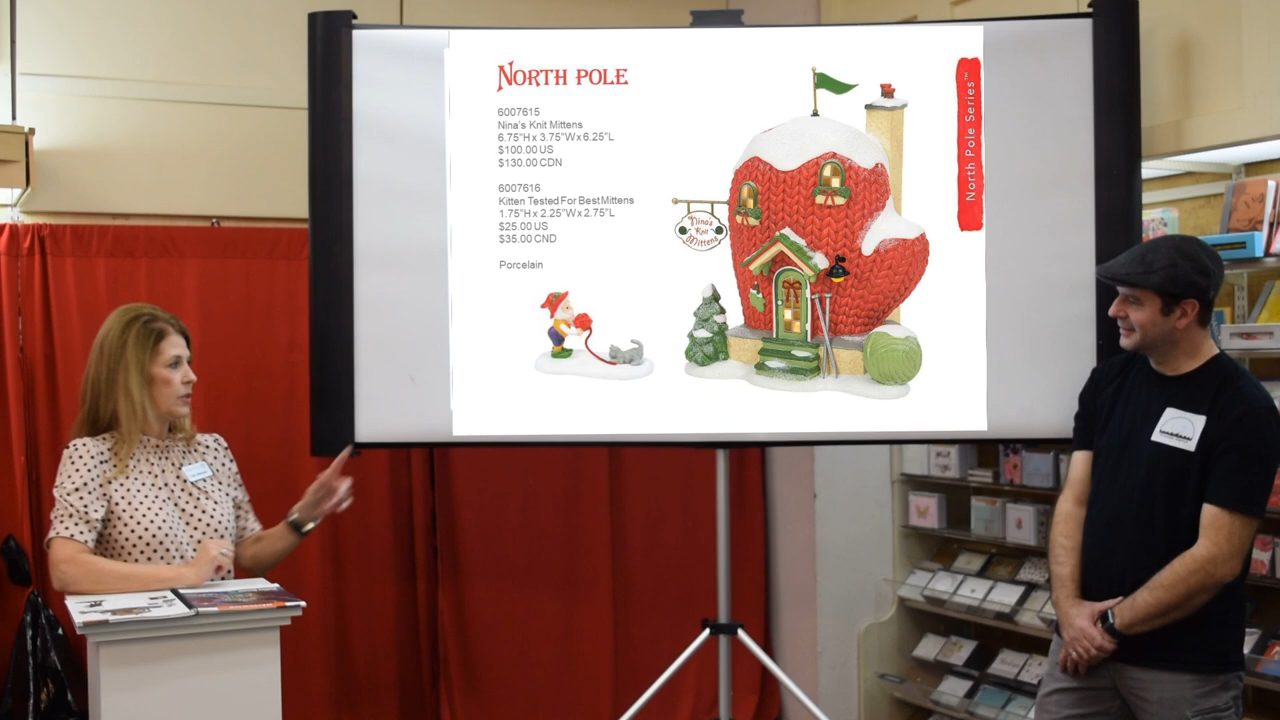 NORTH POLE
6007615
Nina's Knit Mittens
6.75"H x 3.75"W x 6.25"L
$100.00 US
$130.00 CDN
6007616
Kitten Tested For Best Mittens
1.75"H x 2.25"W x 2.75"L
$25.00 US
$35.00 CND
Porcelain
Nina's
Knit
Mittens
North Pole Series™